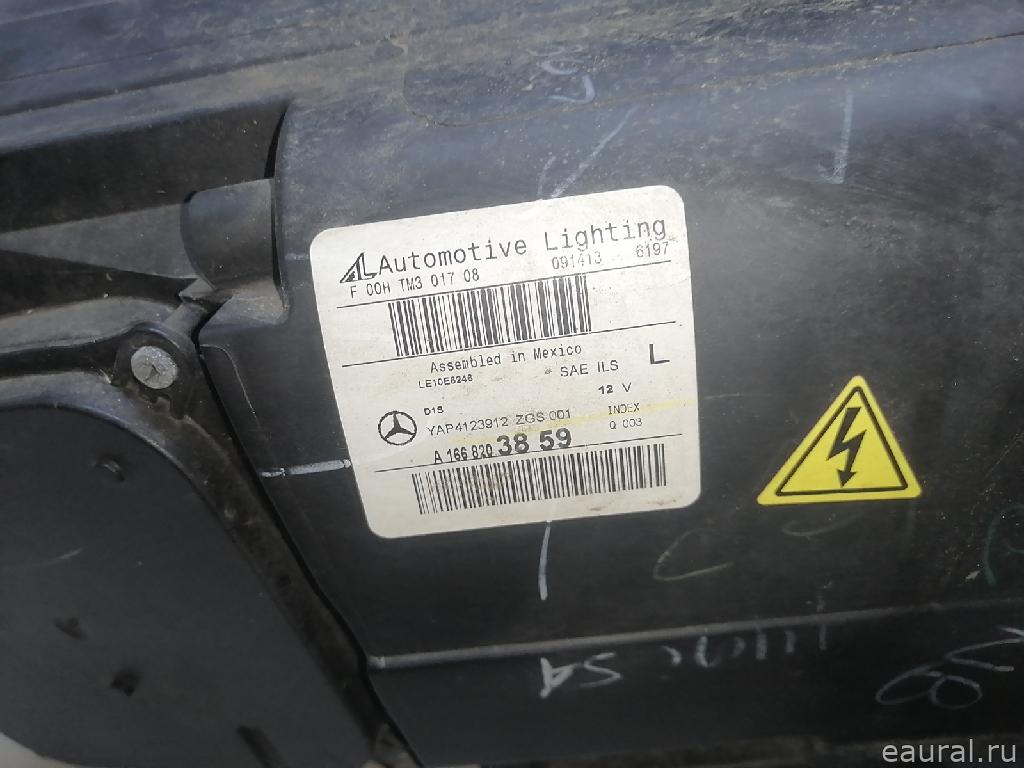 AL Automotive Lighting
F 00H TM3 017 08 091413 6197
Assembled in Mexico
LE10E6248 SAE ILS L
D1S 12 V
YAP4123912 ZGS:001 INDEX
A 166 820 38 59 Q 003
eaural.ru